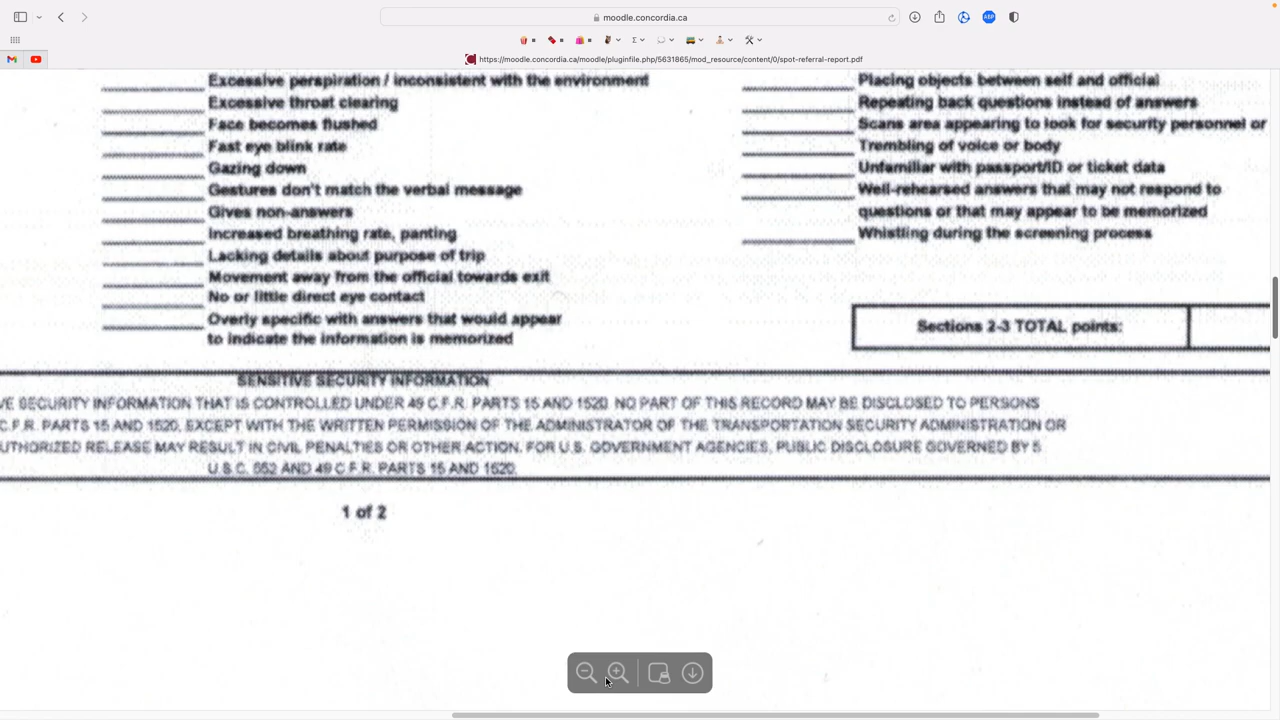 moodle.concordia.ca
ABP
https://moodle.concordia.ca/moodle/pluginfile.php/5631865/mod_resource/content/0/spot-referral-report.pdf
Excessive perspiration / inconsistent with the environment
Excessive throat clearing
Face becomes flushed
Fast eye blink rate
Gazing down
Gestures don't match the verbal message
Gives non-answers
Increased breathing rate, panting
Lacking details about purpose of trip
Movement away from the official towards exit
No or little direct eye contact
Overly specific with answers that would appear
to indicate the information is memorized
Placing objects between self and official
Repeating back questions instead of answers
Scans area appearing to look for security personnel or
Trembling of voice or body
Unfamiliar with passport/ID or ticket data
Well-rehearsed answers that may not respond to
questions or that may appear to be memorized
Whistling during the screening process
Sections 2-3 TOTAL points:
SENSITIVE SECURITY INFORMATION
VE SECURITY INFORMATION THAT IS CONTROLLED UNDER 49 C.F.R. PARTS 15 AND 1520. NO PART OF THIS RECORD MAY BE DISCLOSED TO PERSONS
C.F.R. PARTS 15 AND 1520, EXCEPT WITH THE WRITTEN PERMISSION OF THE ADMINISTRATOR OF THE TRANSPORTATION SECURITY ADMINISTRATION OR
UTHORIZED RELEASE MAY RESULT IN CIVIL PENALTIES OR OTHER ACTION. FOR U.S. GOVERNMENT AGENCIES, PUBLIC DISCLOSURE GOVERNED BY 5
U.S.C. 552 AND 49 C.F.R. PARTS 15 AND 1520.
1 of 2